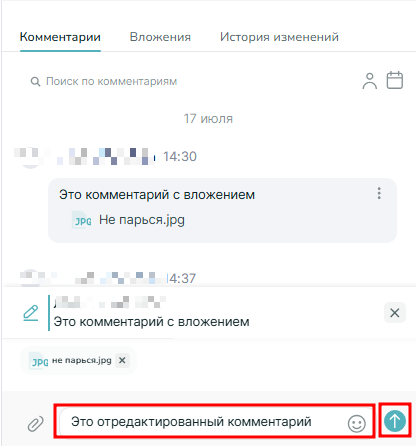 Комментарии Вложения История изменений
Поиск по комментариям
17 июля
14:30
Это комментарий с вложением
JPG Не парься.jpg
14:37
Это комментарий с вложением
JPG не парься.jpg
Это отредактированный комментарий